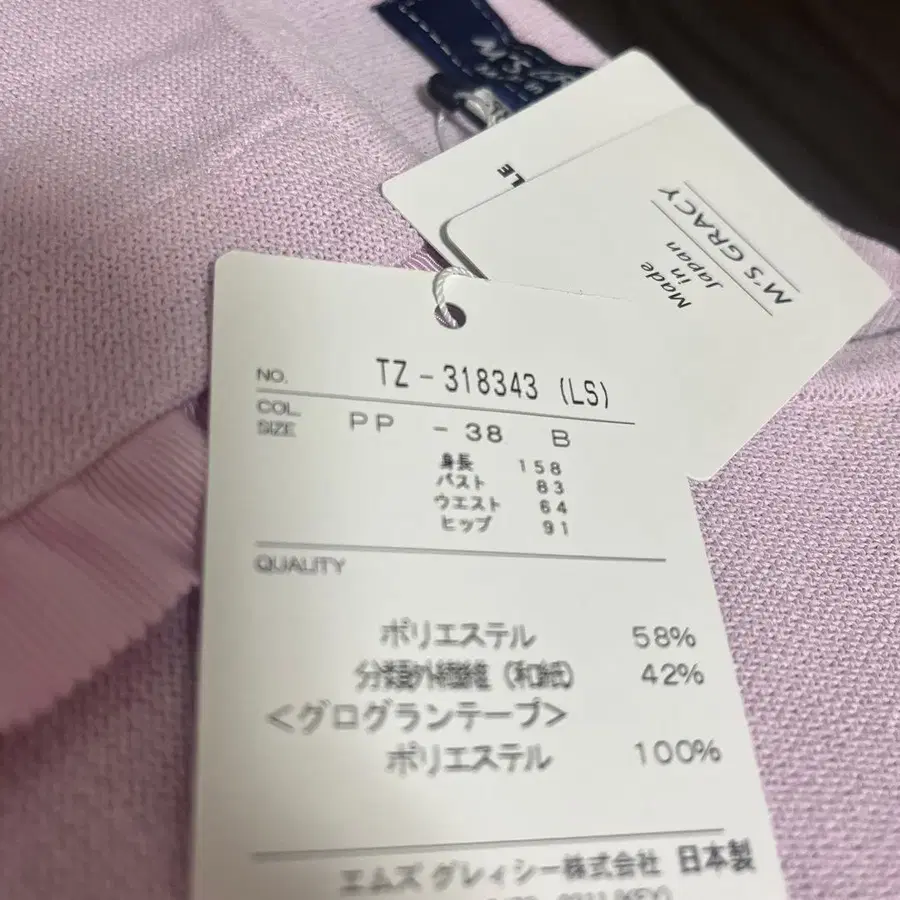 LE
M'S GRACY
Made
in
Japan
NO. TZ-318343 (LS)
COL.
SIZE PP -38 B
身長 158
バスト 83
ウエスト 64
ヒップ 91
QUALITY
ポリエステル 58%
分類外繊維(和紙) 42%
<グログランテープ>
ポリエステル 100%
エムズ グレィシー株式会社 日本製